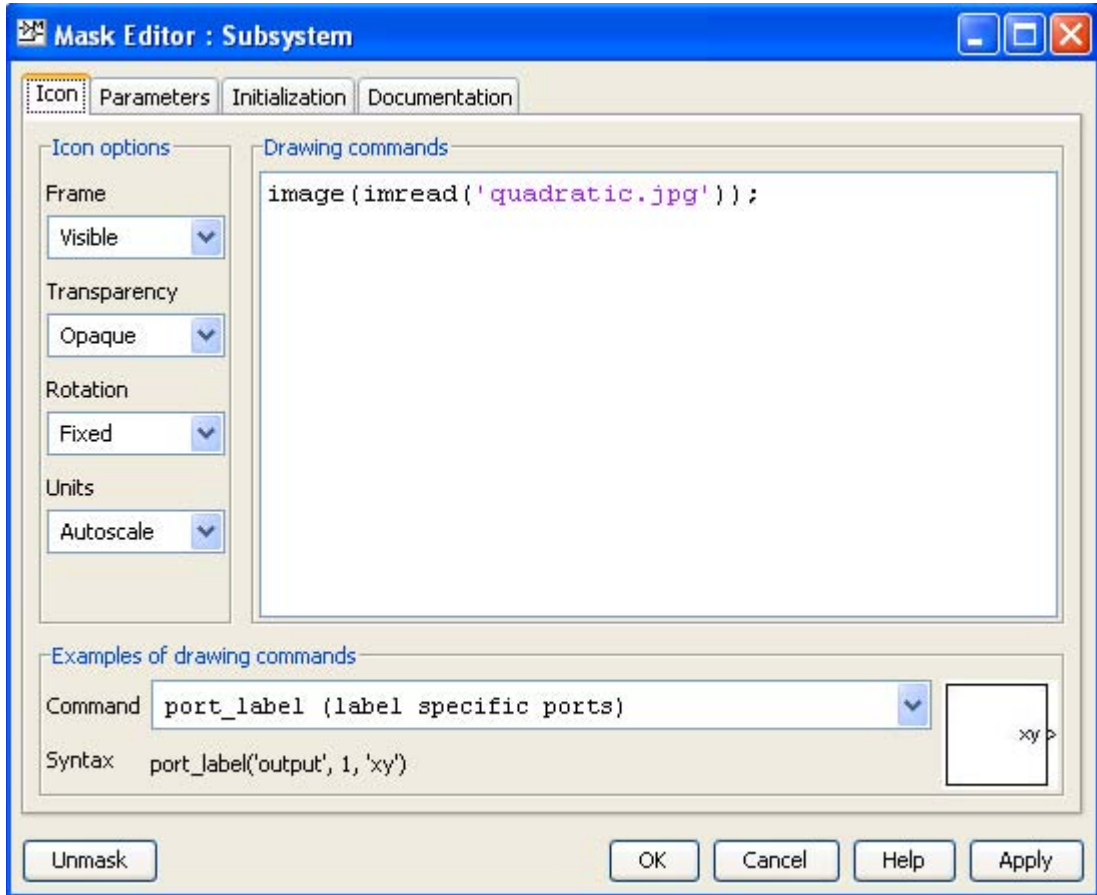 Mask Editor : Subsystem
Icon Parameters Initialization Documentation
Icon options
Frame
Visible
Transparency
Opaque
Rotation
Fixed
Units
Autoscale
Drawing commands
image(imread('quadratic.jpg'));
Examples of drawing commands
Command port_label (label specific ports)
Syntax port_label('output', 1, 'xy')
xy >
Unmask OK Cancel Help Apply